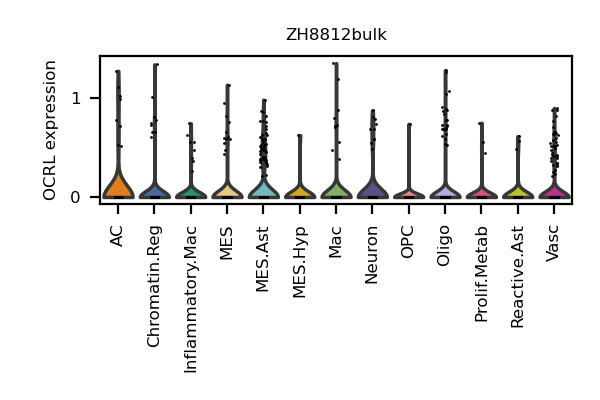 ZH8812bulk
OCRL expression
1
0
AC
Chromatin.Reg
Inflammatory.Mac
MES
MES.Ast
MES.Hyp
Mac
Neuron
OPC
Oligo
Prolif.Metab
Reactive.Ast
Vasc